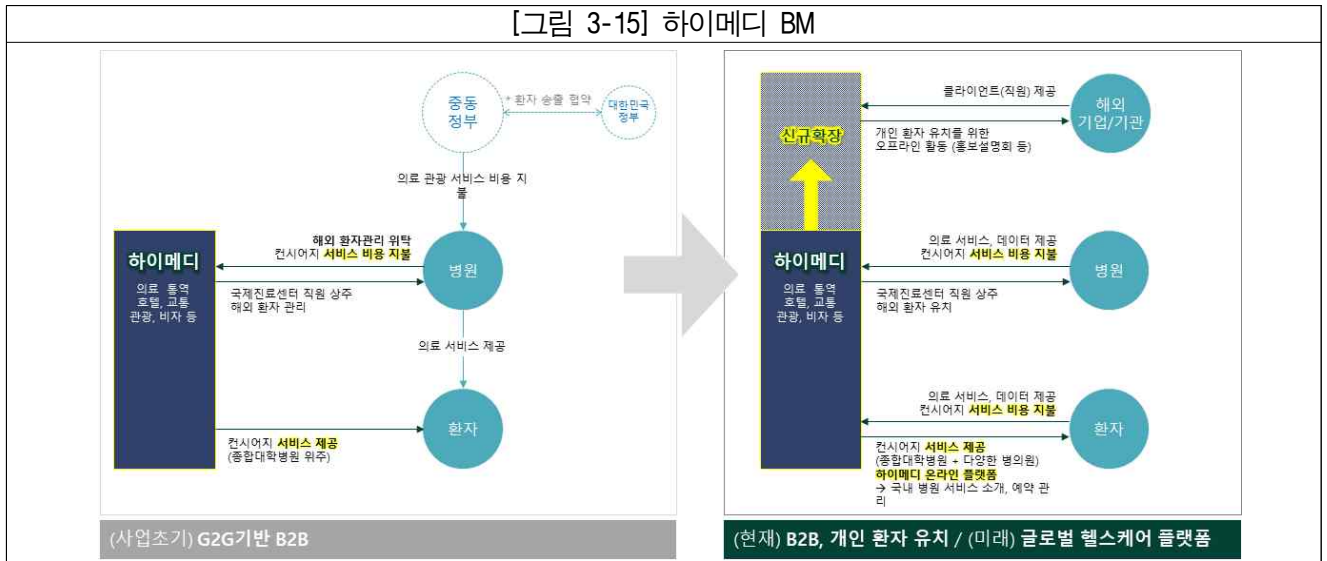 [그림 3-15] 하이메디 BM
중동
정부
* 환자 송출 협약
대한민국
정부
의료 관광 서비스 비용 지
불
하이메디
의료 통역
호텔, 교통
관광, 비자 등
해외 환자관리 위탁
컨시어지 서비스 비용 지불
국제진료센터 직원 상주
해외 환자 관리
병원
의료 서비스 제공
환자
컨시어지 서비스 제공
(종합대학병원 위주)
(사업초기) G2G기반 B2B
신규확장
클라이언트(직원) 제공
개인 환자 유치를 위한
오프라인 활동 (홍보설명회 등)
해외
기업/기관
하이메디
의료 통역
호텔, 교통
관광, 비자 등
의료 서비스, 데이터 제공
컨시어지 서비스 비용 지불
국제진료센터 직원 상주
해외 환자 유치
병원
의료 서비스, 데이터 제공
컨시어지 서비스 비용 지불
환자
컨시어지 서비스 제공
(종합대학병원 + 다양한 병의원)
하이메디 온라인 플랫폼
→ 국내 병원 서비스 소개, 예약 관
리
(현재) B2B, 개인 환자 유치 / (미래) 글로벌 헬스케어 플랫폼